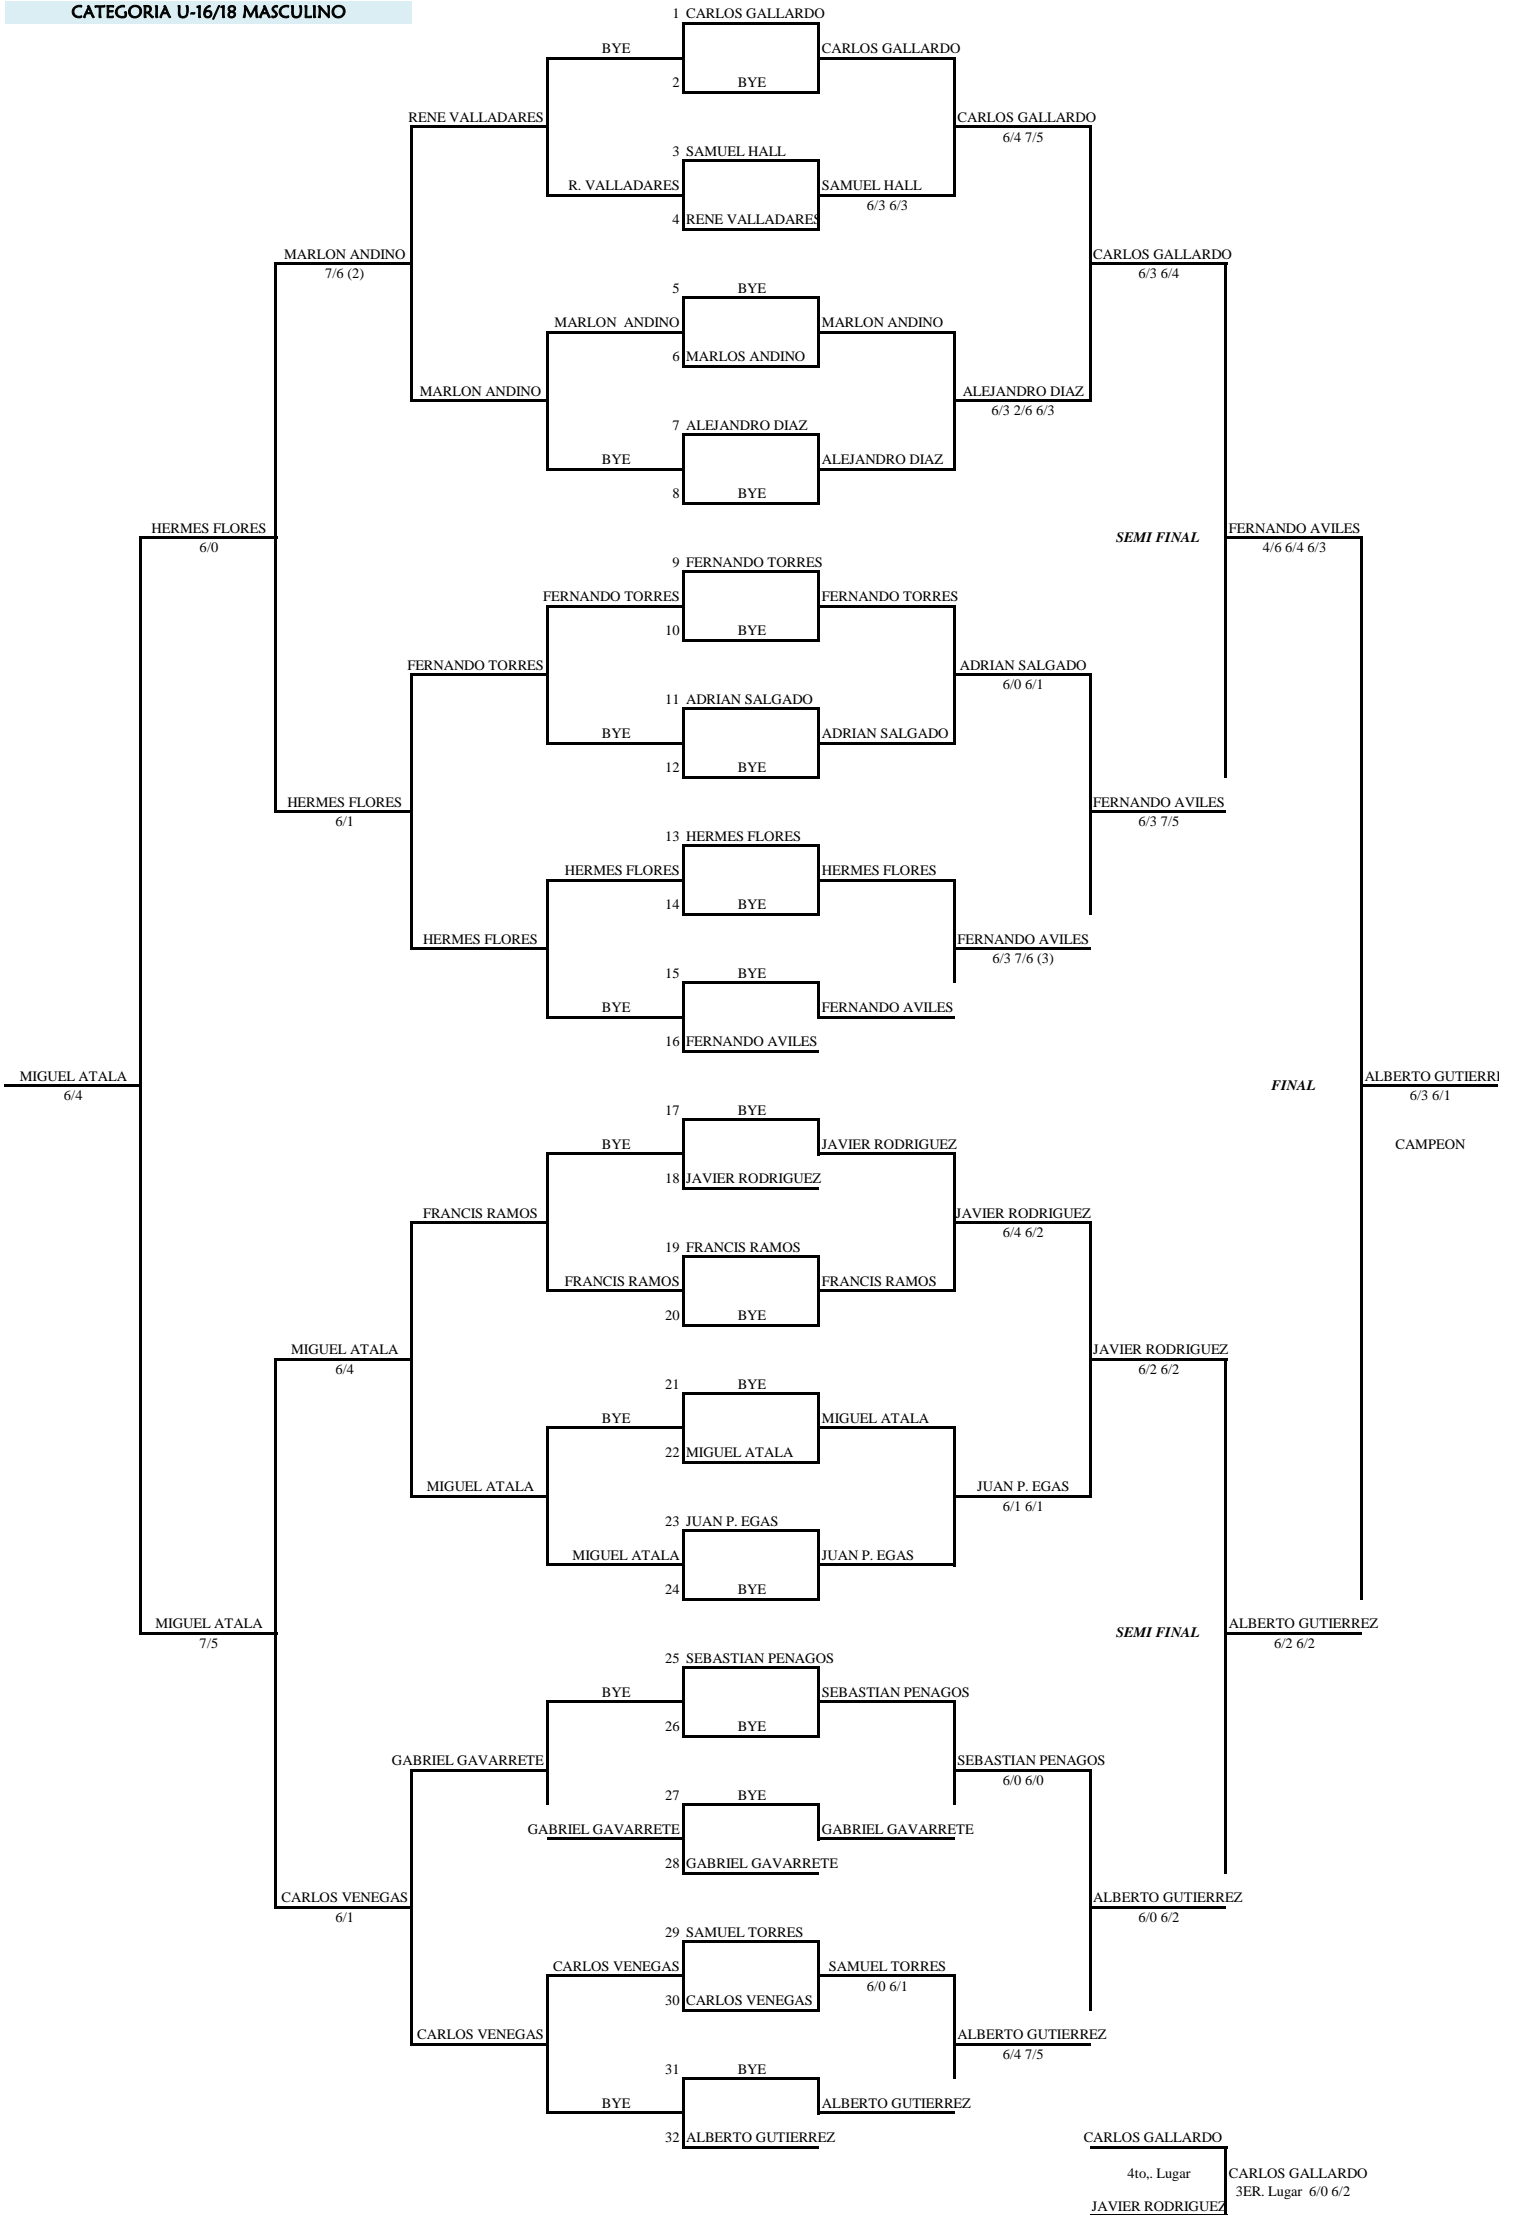 CATEGORIA U-16/18 MASCULINO
1 CARLOS GALLARDO
BYE
CARLOS GALLARDO
2 BYE
RENE VALLADARES
CARLOS GALLARDO
6/4 7/5
3 SAMUEL HALL
R. VALLADARES
SAMUEL HALL
6/3 6/3
4 RENE VALLADARES
MARLON ANDINO
7/6 (2)
CARLOS GALLARDO
6/3 6/4
5 BYE
MARLON ANDINO
MARLON ANDINO
6 MARLOS ANDINO
MARLON ANDINO
ALEJANDRO DIAZ
6/3 2/6 6/3
7 ALEJANDRO DIAZ
BYE
ALEJANDRO DIAZ
8 BYE
HERMES FLORES
6/0
SEMI FINAL
FERNANDO AVILES
4/6 6/4 6/3
9 FERNANDO TORRES
FERNANDO TORRES
FERNANDO TORRES
10 BYE
FERNANDO TORRES
ADRIAN SALGADO
6/0 6/1
11 ADRIAN SALGADO
BYE
ADRIAN SALGADO
12 BYE
HERMES FLORES
6/1
FERNANDO AVILES
6/3 7/5
13 HERMES FLORES
HERMES FLORES
HERMES FLORES
14 BYE
HERMES FLORES
FERNANDO AVILES
6/3 7/6 (3)
15 BYE
BYE
FERNANDO AVILES
16 FERNANDO AVILES
MIGUEL ATALA
6/4
FINAL
ALBERTO GUTIERRI
6/3 6/1
17 BYE
BYE
JAVIER RODRIGUEZ
CAMPEON
18 JAVIER RODRIGUEZ
FRANCIS RAMOS
JAVIER RODRIGUEZ
6/4 6/2
19 FRANCIS RAMOS
FRANCIS RAMOS
FRANCIS RAMOS
20 BYE
MIGUEL ATALA
6/4
JAVIER RODRIGUEZ
6/2 6/2
21 BYE
BYE
MIGUEL ATALA
22 MIGUEL ATALA
MIGUEL ATALA
JUAN P. EGAS
6/1 6/1
23 JUAN P. EGAS
MIGUEL ATALA
JUAN P. EGAS
24 BYE
MIGUEL ATALA
7/5
SEMI FINAL
ALBERTO GUTIERREZ
6/2 6/2
25 SEBASTIAN PENAGOS
BYE
SEBASTIAN PENAGOS
26 BYE
GABRIEL GAVARRETE
SEBASTIAN PENAGOS
6/0 6/0
27 BYE
GABRIEL GAVARRETE
GABRIEL GAVARRETE
28 GABRIEL GAVARRETE
CARLOS VENEGAS
6/1
ALBERTO GUTIERREZ
6/0 6/2
29 SAMUEL TORRES
CARLOS VENEGAS
SAMUEL TORRES
6/0 6/1
30 CARLOS VENEGAS
CARLOS VENEGAS
ALBERTO GUTIERREZ
6/4 7/5
31 BYE
BYE
ALBERTO GUTIERREZ
32 ALBERTO GUTIERREZ
CARLOS GALLARDO
4to,. Lugar
CARLOS GALLARDO
3ER. Lugar 6/0 6/2
JAVIER RODRIGUEZ